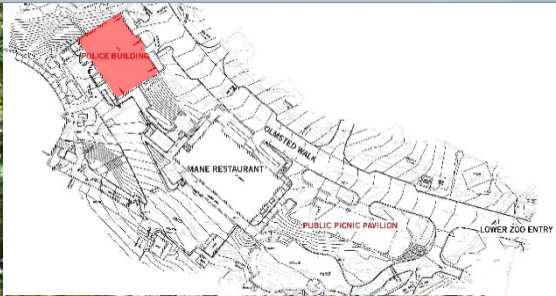 POLICE BUILDING
OLMSTED WALK
MANE RESTAURANT
PUBLIC PICNIC PAVILION
LOWER ZOO ENTRY